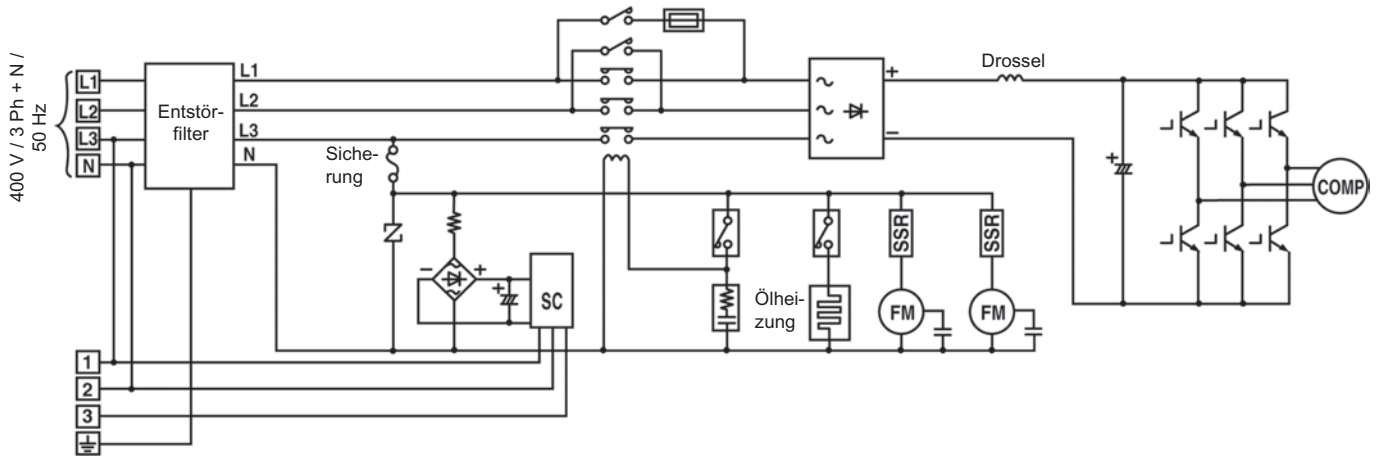 400 V / 3 Ph + N /
50 Hz
L1
L2
L3
N
Entstör-
filter
L1
L2
L3
N
Siche-
rung
+
−
Drossel
+
COMP
−
+
+
SC
Ölhei-
zung
SSR
SSR
FM
FM
1
2
3